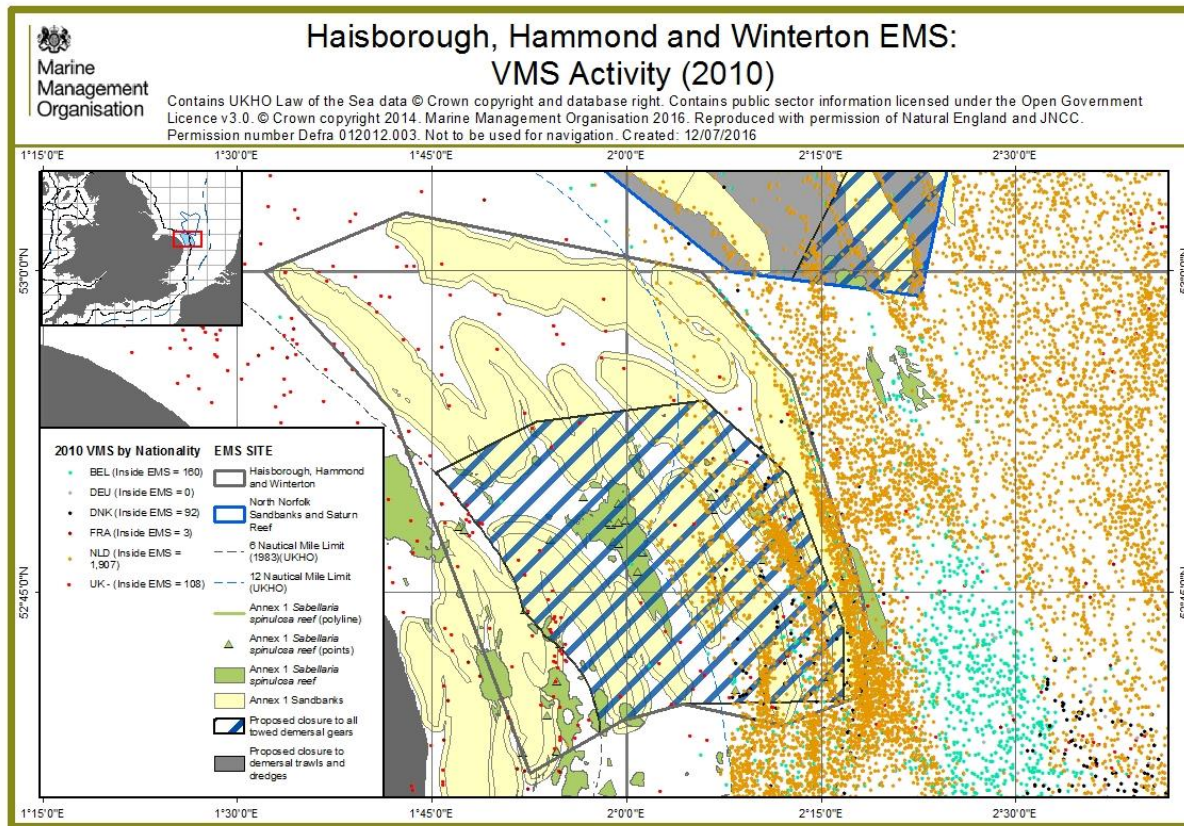 Marine
Management
Organisation
Haisborough, Hammond and Winterton EMS:
VMS Activity (2010)
Contains UKHO Law of the Sea data © Crown copyright and database right. Contains public sector information licensed under the Open Government
Licence v3.0. © Crown copyright 2014. Marine Management Organisation 2016. Reproduced with permission of Natural England and JNCC.
Permission number Defra 012012.003. Not to be used for navigation. Created: 12/07/2016
1°15'0"E
1°30'0"E
1°45'0"E
2°0'0"E
2°15'0"E
2°30'0"E
53°0'0"N
53°0'0"N
52°45'0"N
52°45'0"N
2010 VMS by Nationality
BEL (Inside EMS = 160)
DEU (Inside EMS = 0)
DNK (Inside EMS = 92)
FRA (Inside EMS = 3)
NLD (Inside EMS =
1,907)
UK - (Inside EMS = 108)
EMS SITE
Haisborough, Hammond
and Winterton
North Norfolk
Sandbanks and Saturn
Reef
6 Nautical Mile Limit
(1983)(UKHO)
12 Nautical Mile Limit
(UKHO)
Annex 1 Sabellaria
spinulosa reef (polyline)
Annex 1 Sabellaria
spinulosa reef (points)
Annex 1 Sabellaria
spinulosa reef
Annex 1 Sandbanks
Proposed closure to all
towed demersal gears
Proposed closure to
demersal trawls and
dredges
1°15'0"E
1°30'0"E
1°45'0"E
2°0'0"E
2°15'0"E
2°30'0"E